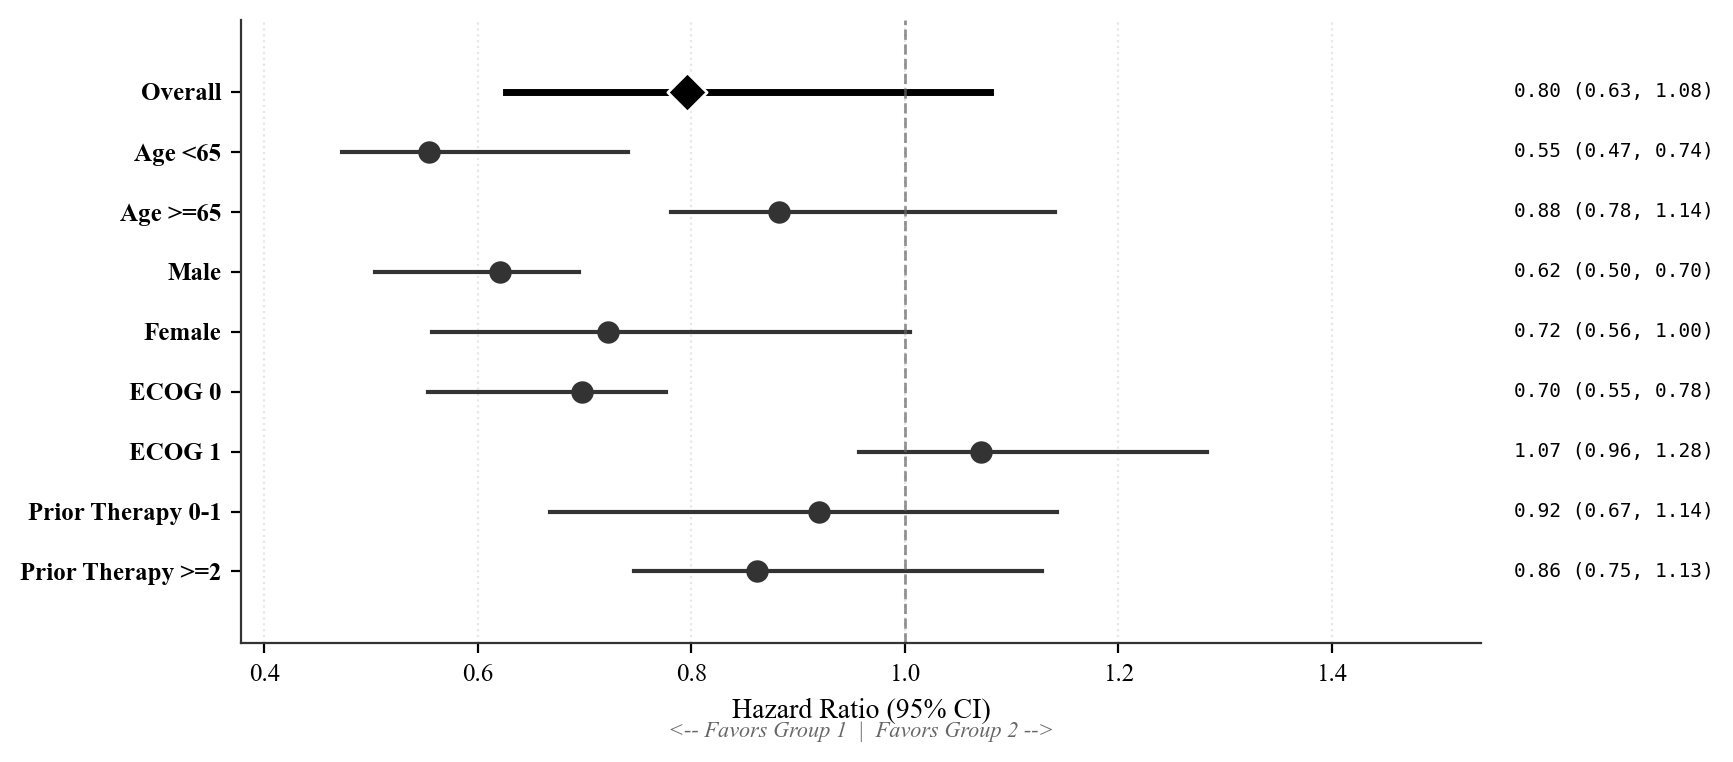 Overall 0.80 (0.63, 1.08)
Age <65 0.55 (0.47, 0.74)
Age >=65 0.88 (0.78, 1.14)
Male 0.62 (0.50, 0.70)
Female 0.72 (0.56, 1.00)
ECOG 0 0.70 (0.55, 0.78)
ECOG 1 1.07 (0.96, 1.28)
Prior Therapy 0-1 0.92 (0.67, 1.14)
Prior Therapy >=2 0.86 (0.75, 1.13)
0.4 0.6 0.8 1.0 1.2 1.4
Hazard Ratio (95% CI)
<-- Favors Group 1 | Favors Group 2 -->